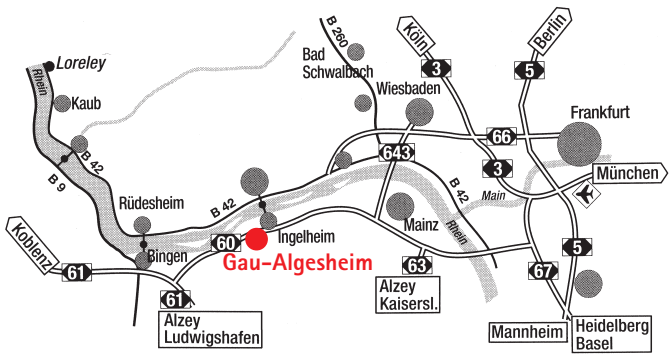 B 260
Köln
Berlin
Loreley
Bad
Schwalbach
3
5
Rhein
Wiesbaden
Kaub
Frankfurt
66
643
B 42
B 9
3
München
Main
Rüdesheim
B 42
B 42
Mainz
Koblenz
60
Ingelheim
Rhein
5
Bingen
Gau-Algesheim
61
63
67
61
Alzey
Kaisersl.
Alzey
Ludwigshafen
Mannheim
Heidelberg
Basel